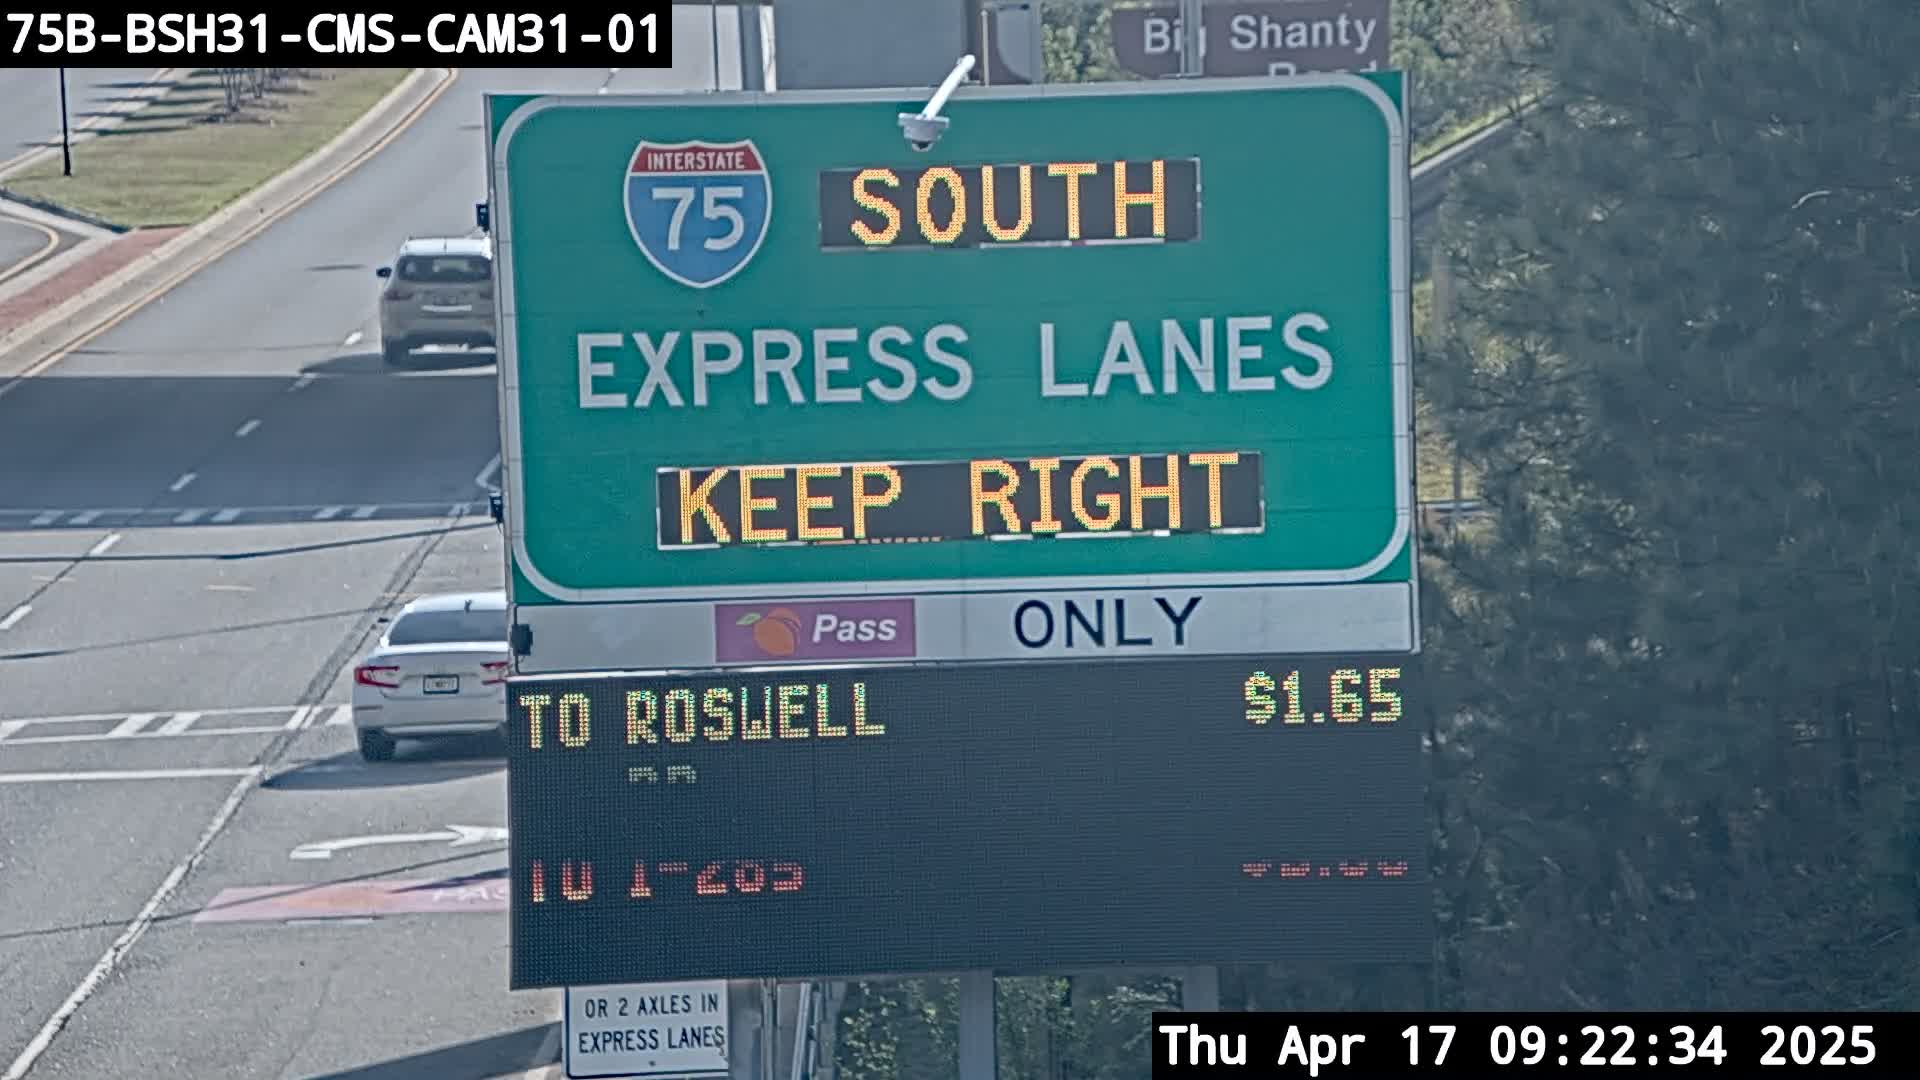 75B-BSH31-CMS-CAM31-01
Big Shanty
Road
INTERSTATE
75
SOUTH
EXPRESS LANES
KEEP RIGHT
Pass ONLY
TO ROSWELL $1.65
OR 2 AXLES IN
EXPRESS LANES
Thu Apr 17 09:22:34 2025